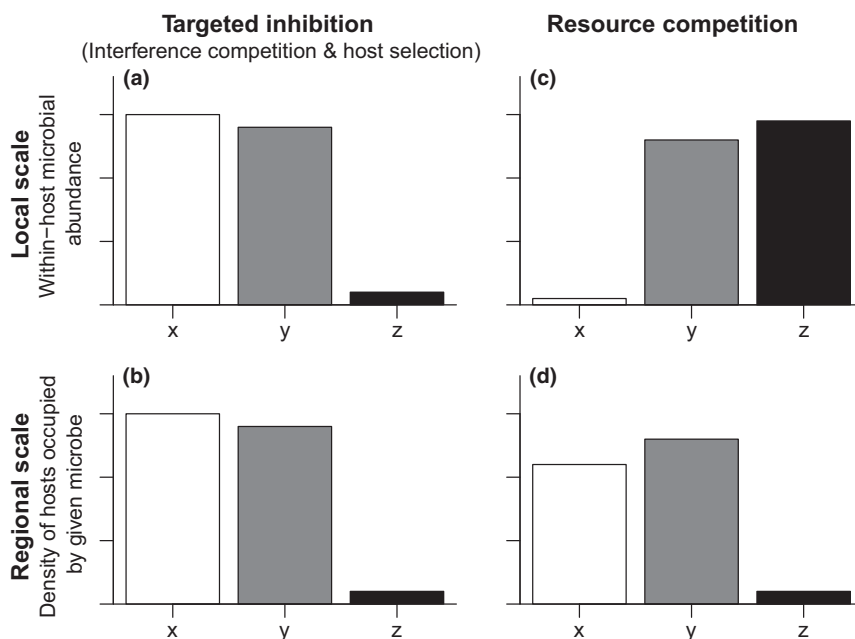 Targeted inhibition
(Interference competition & host selection)
Resource competition
Local scale
Within−host microbial
abundance
(a)
x
y
z
(c)
x
y
z
Regional scale
Density of hosts occupied
by given microbe
(b)
x
y
z
(d)
x
y
z